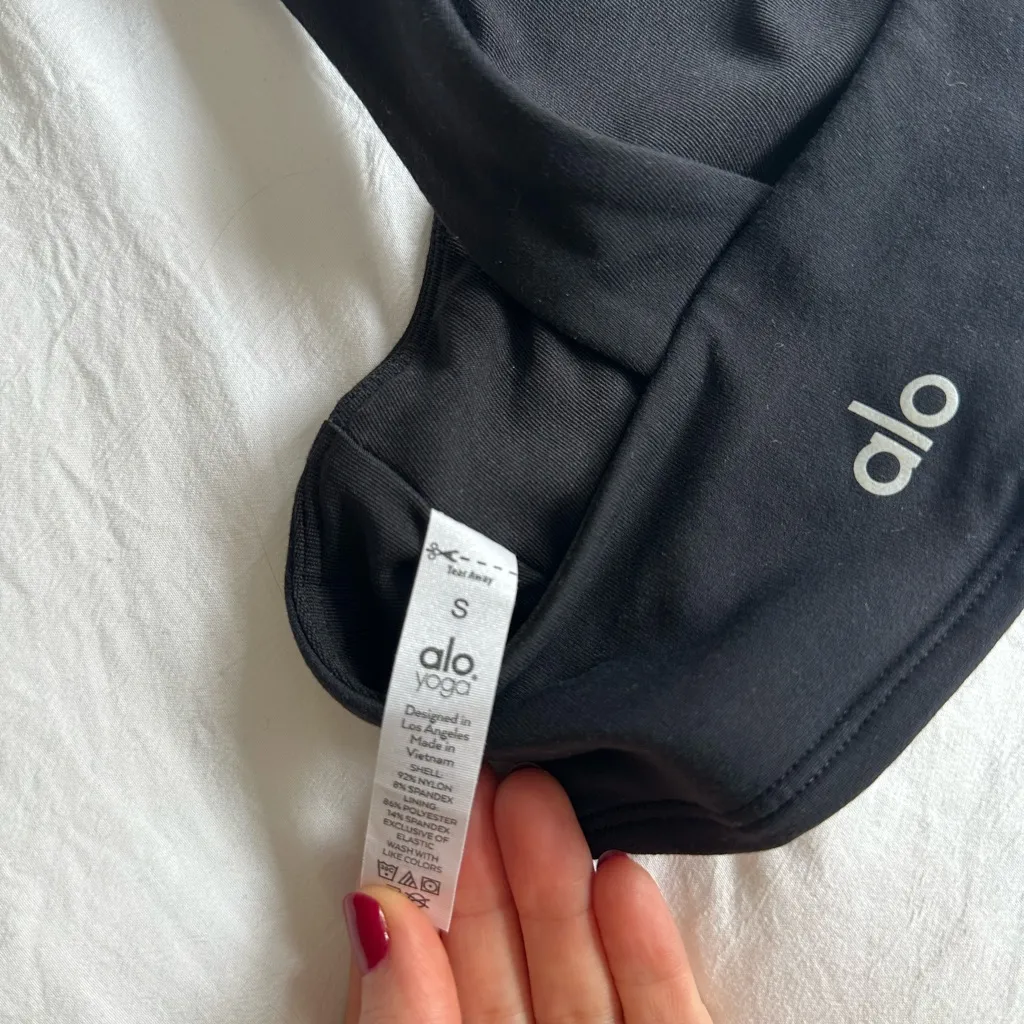 alo
Tear Away
S
alo
yoga
Designed in
Los Angeles
Made in
Vietnam
SHELL:
92% NYLON
8% SPANDEX
LINING:
86% POLYESTER
14% SPANDEX
EXCLUSIVE OF
ELASTIC
WASH WITH
LIKE COLORS